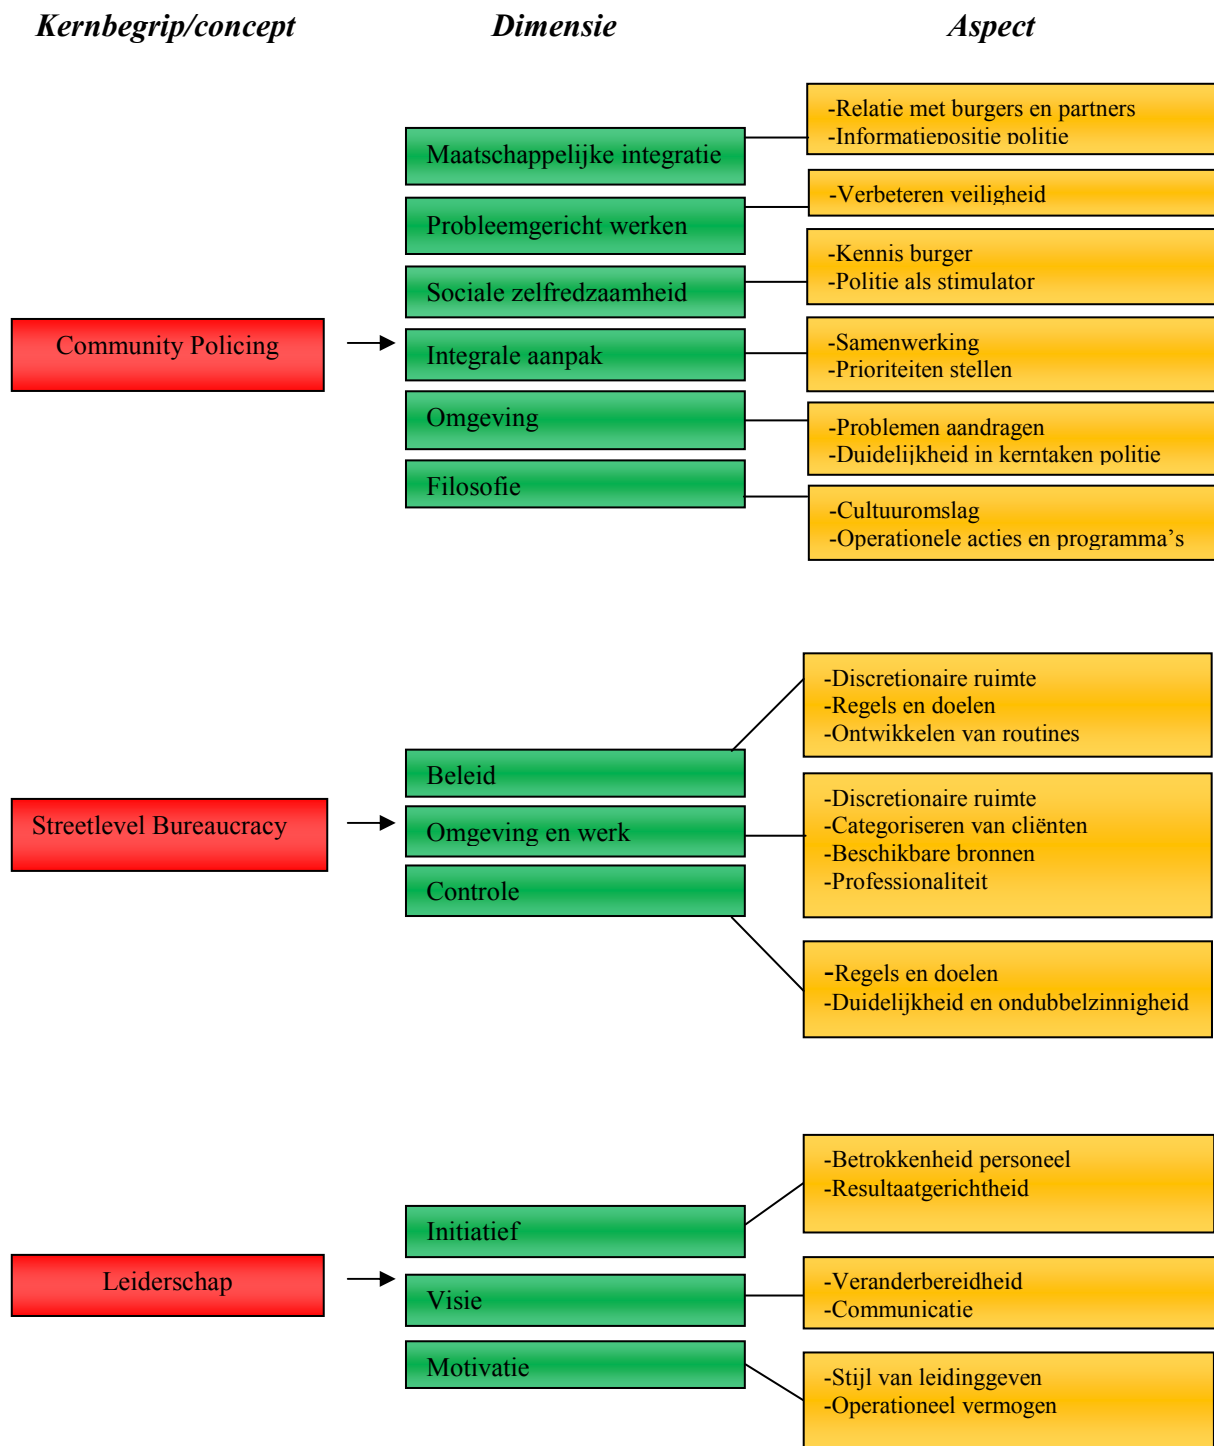 Kernbegrip/concept Dimensie Aspect
-Relatie met burgers en partners
-Informatiepositie politie
Maatschappelijke integratie
-Verbeteren veiligheid
Probleemgericht werken
-Kennis burger
-Politie als stimulator
Sociale zelfredzaamheid
Community Policing
Integrale aanpak
-Samenwerking
-Prioriteiten stellen
Omgeving
-Problemen aandragen
-Duidelijkheid in kerntaken politie
Filosofie
-Cultuuromslag
-Operationele acties en programma’s
-Discretionaire ruimte
-Regels en doelen
-Ontwikkelen van routines
Beleid
Streetlevel Bureaucracy
Omgeving en werk
-Discretionaire ruimte
-Categoriseren van cliënten
-Beschikbare bronnen
-Professionaliteit
Controle
-Regels en doelen
-Duidelijkheid en ondubbelzinnigheid
-Betrokkenheid personeel
-Resultaatgerichtheid
Initiatief
Leiderschap
Visie
-Veranderbereidheid
-Communicatie
Motivatie
-Stijl van leidinggeven
-Operationeel vermogen